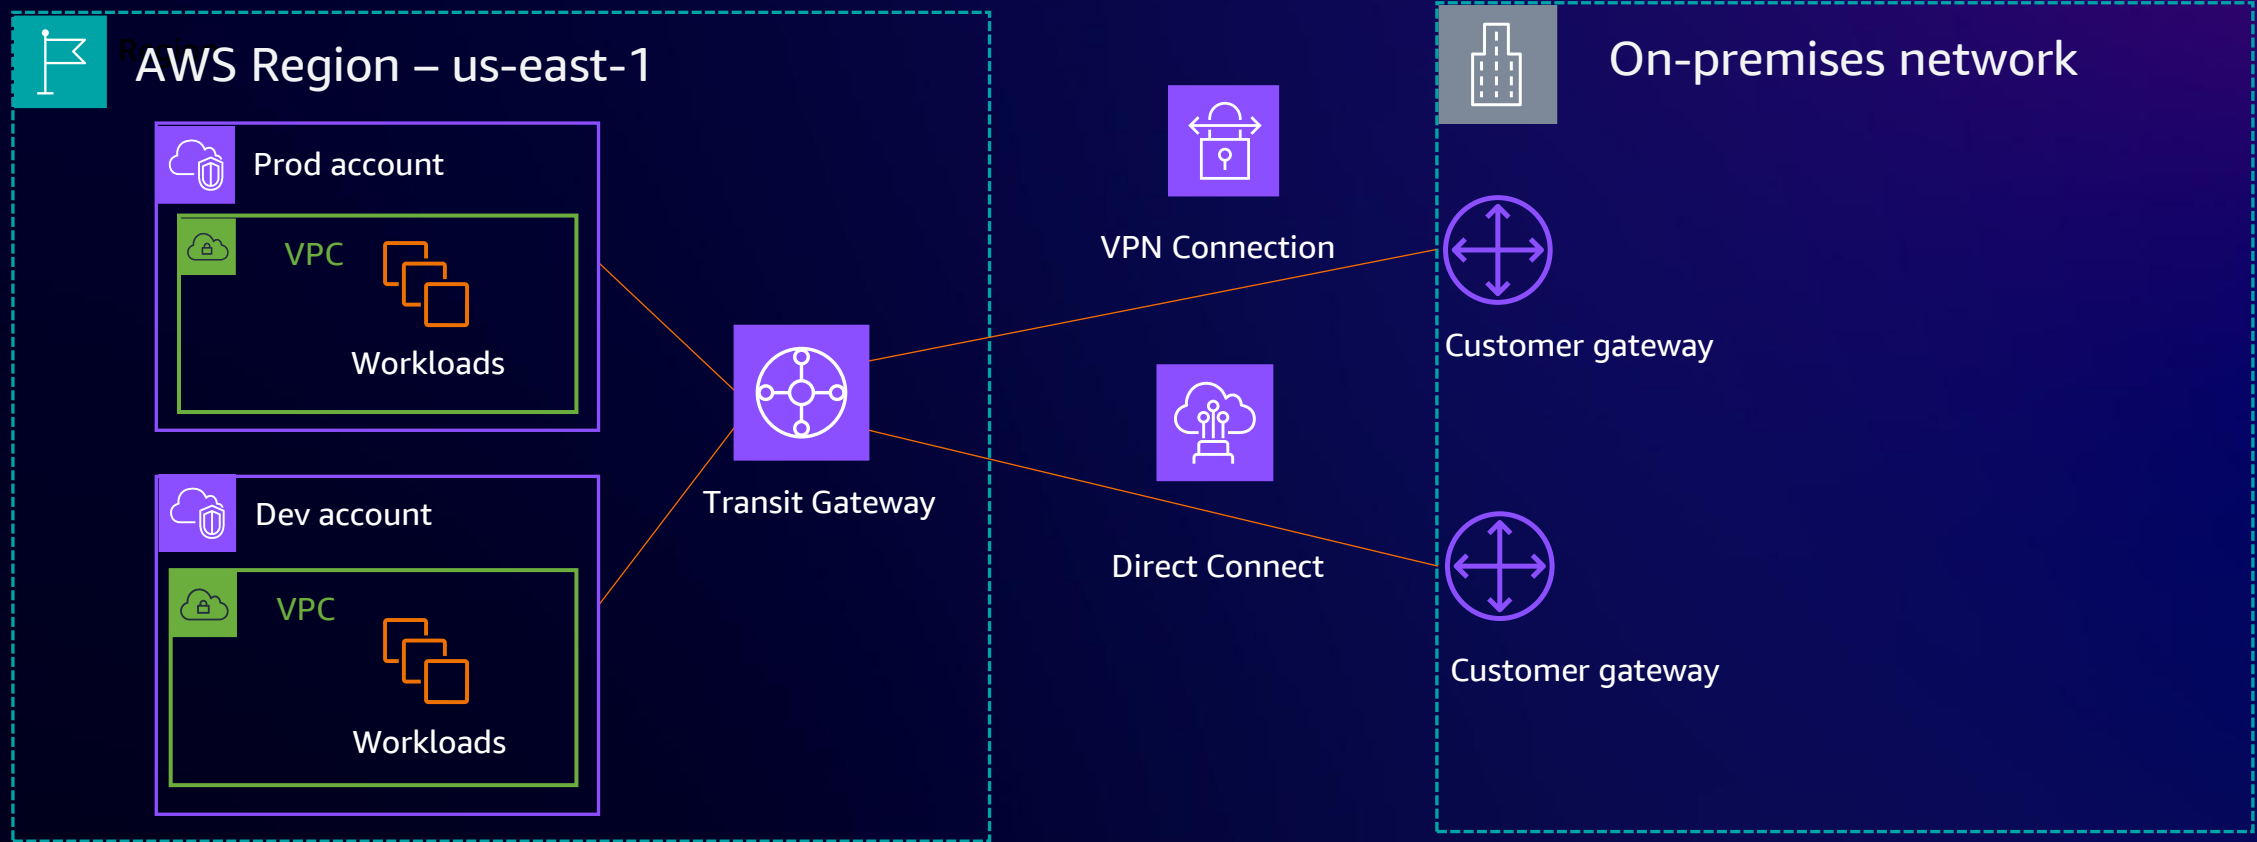 AWS Region – us-east-1
Prod account
VPC
Workloads
Dev account
VPC
Workloads
Transit Gateway
VPN Connection
Direct Connect
On-premises network
Customer gateway
Customer gateway